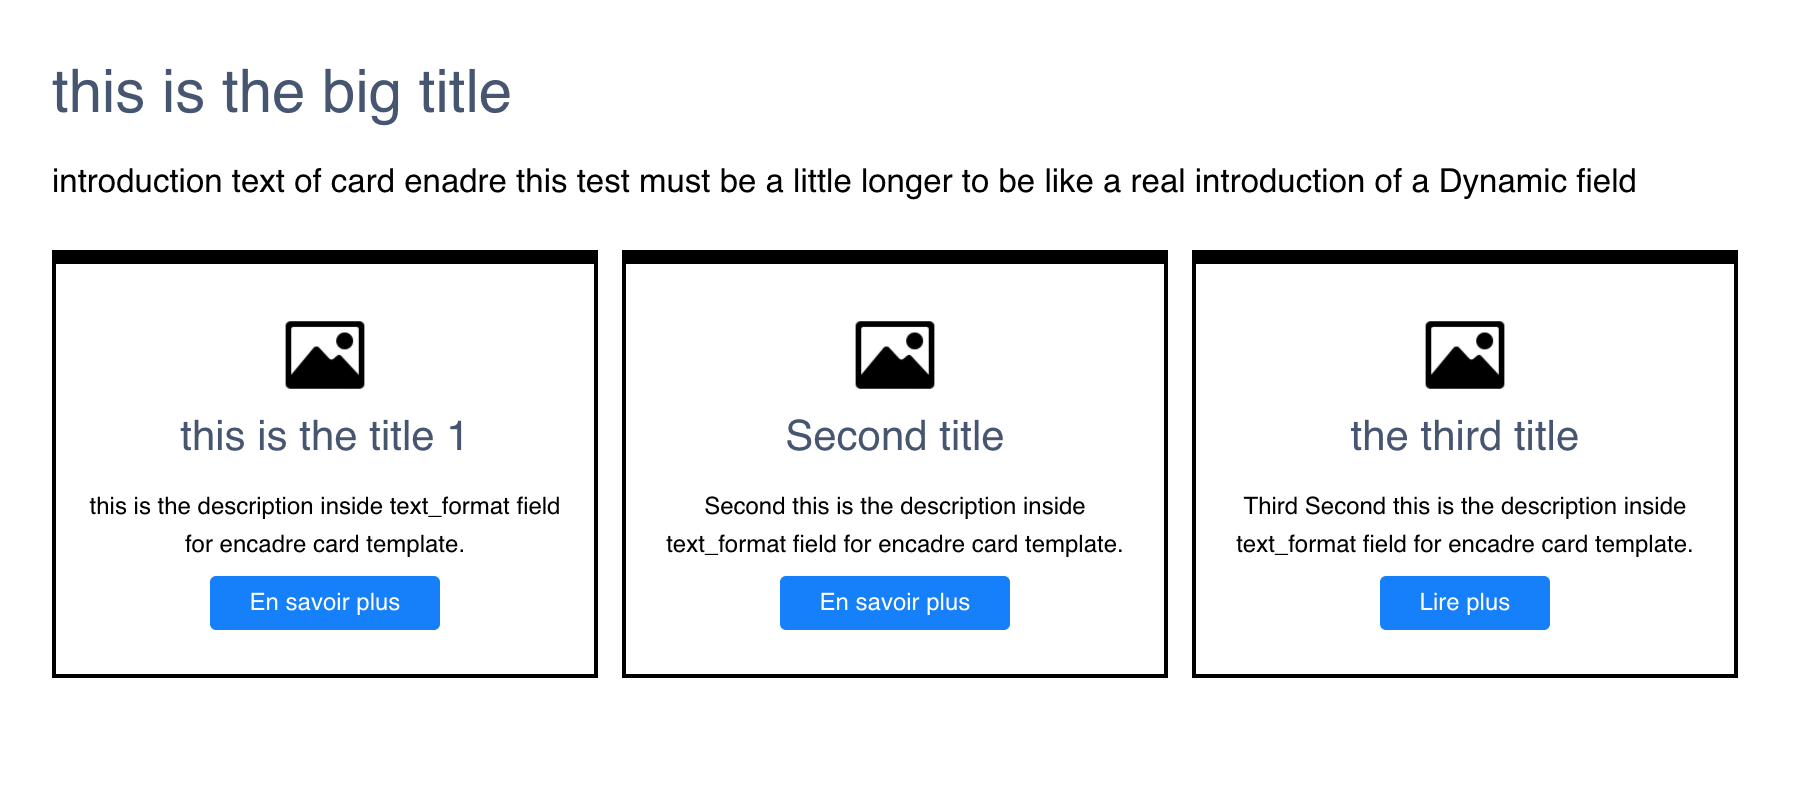 this is the big title
introduction text of card enadre this test must be a little longer to be like a real introduction of a Dynamic field
this is the title 1
this is the description inside text_format field
for encadre card template.
En savoir plus
Second title
Second this is the description inside
text_format field for encadre card template.
En savoir plus
the third title
Third Second this is the description inside
text_format field for encadre card template.
Lire plus